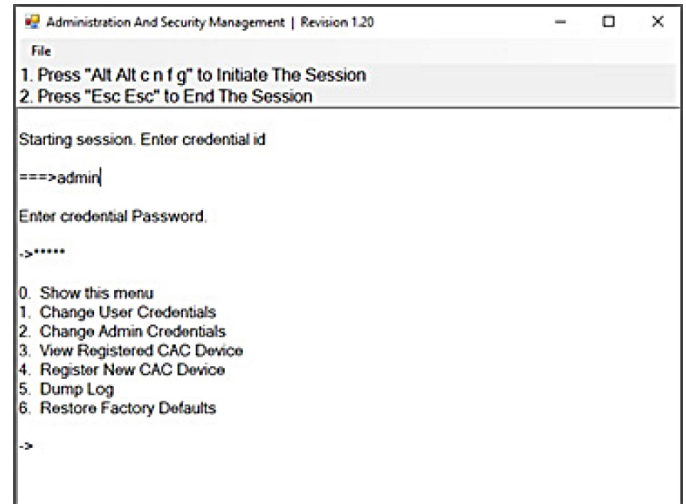 Administration And Security Management | Revision 1.20
File
1. Press "Alt Alt c n f g" to Initiate The Session
2. Press "Esc Esc" to End The Session
Starting session. Enter credential id
===>admin
Enter credential Password.
->*****
0. Show this menu
1. Change User Credentials
2. Change Admin Credentials
3. View Registered CAC Device
4. Register New CAC Device
5. Dump Log
6. Restore Factory Defaults
->